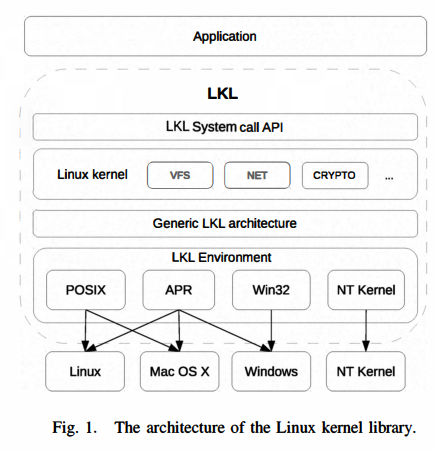 Application
LKL
LKL System call API
Linux kernel VFS NET CRYPTO ...
Generic LKL architecture
LKL Environment
POSIX APR Win32 NT Kernel
Linux Mac OS X Windows NT Kernel
Fig. 1. The architecture of the Linux kernel library.